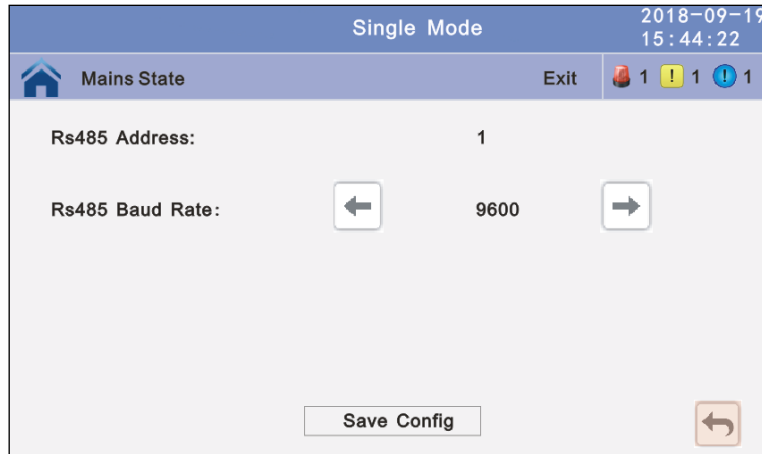 Single Mode
2018-09-19
15:44:22
Mains State Exit 1 ! 1 ! 1
Rs485 Address: 1
Rs485 Baud Rate: 9600
Save Config